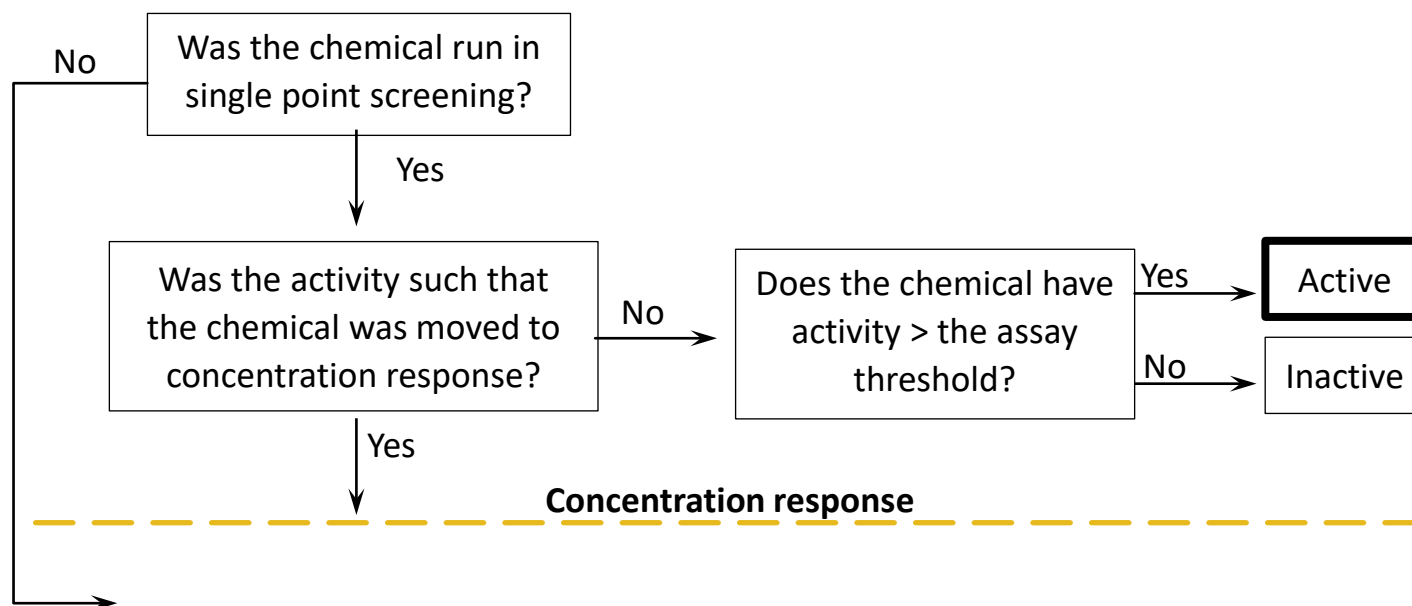 No
Was the chemical run in
single point screening?
Yes
Was the activity such that
the chemical was moved to
concentration response?
No
Does the chemical have
activity > the assay
threshold?
Yes
Active
No
Inactive
Yes
Concentration response